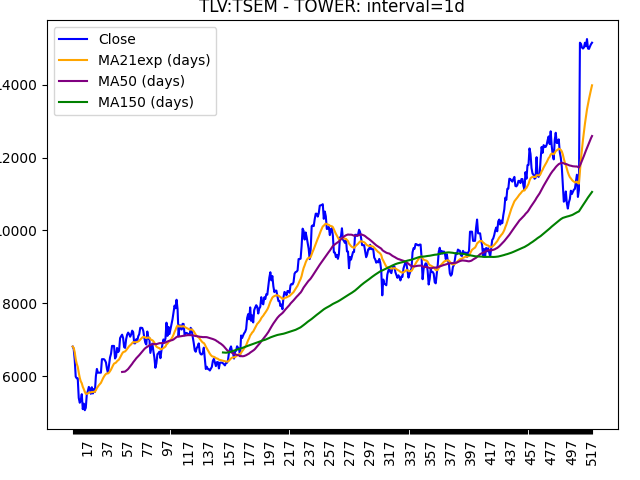 TLV:TSEM - TOWER: interval=1d
Close
MA21exp (days)
MA50 (days)
MA150 (days)
14000
12000
10000
8000
6000
17 37 57 77 97 117 137 157 177 197 217 237 257 277 297 317 337 357 377 397 417 437 457 477 497 517